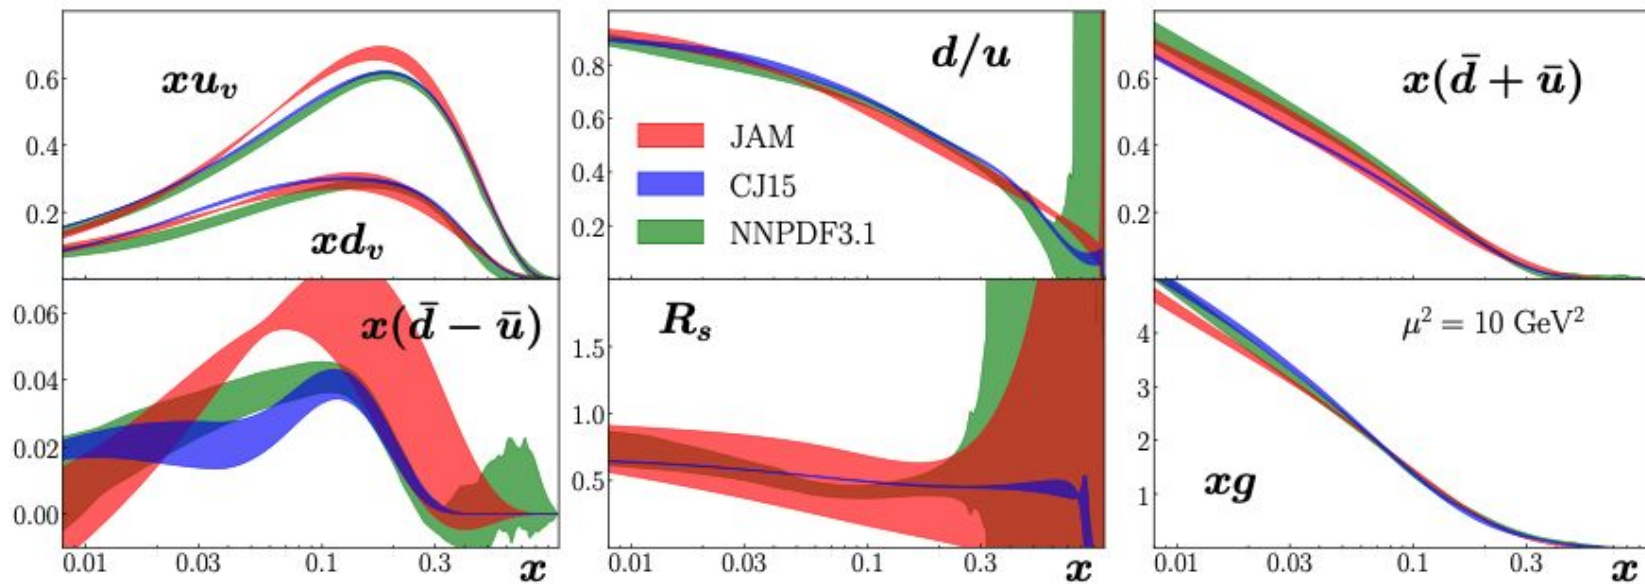 0.6
0.4
0.2
xu_v
xd_v
0.8
0.6
0.4
0.2
d/u
JAM
CJ15
NNPDF3.1
0.6
0.4
0.2
x(d̄ + ū)
0.06
0.04
0.02
0.00
x(d̄ − ū)
0.01 0.03 0.1 0.3 x
1.5
1.0
0.5
R_s
0.01 0.03 0.1 0.3 x
4
3
2
1
μ² = 10 GeV²
xg
0.01 0.03 0.1 0.3 x